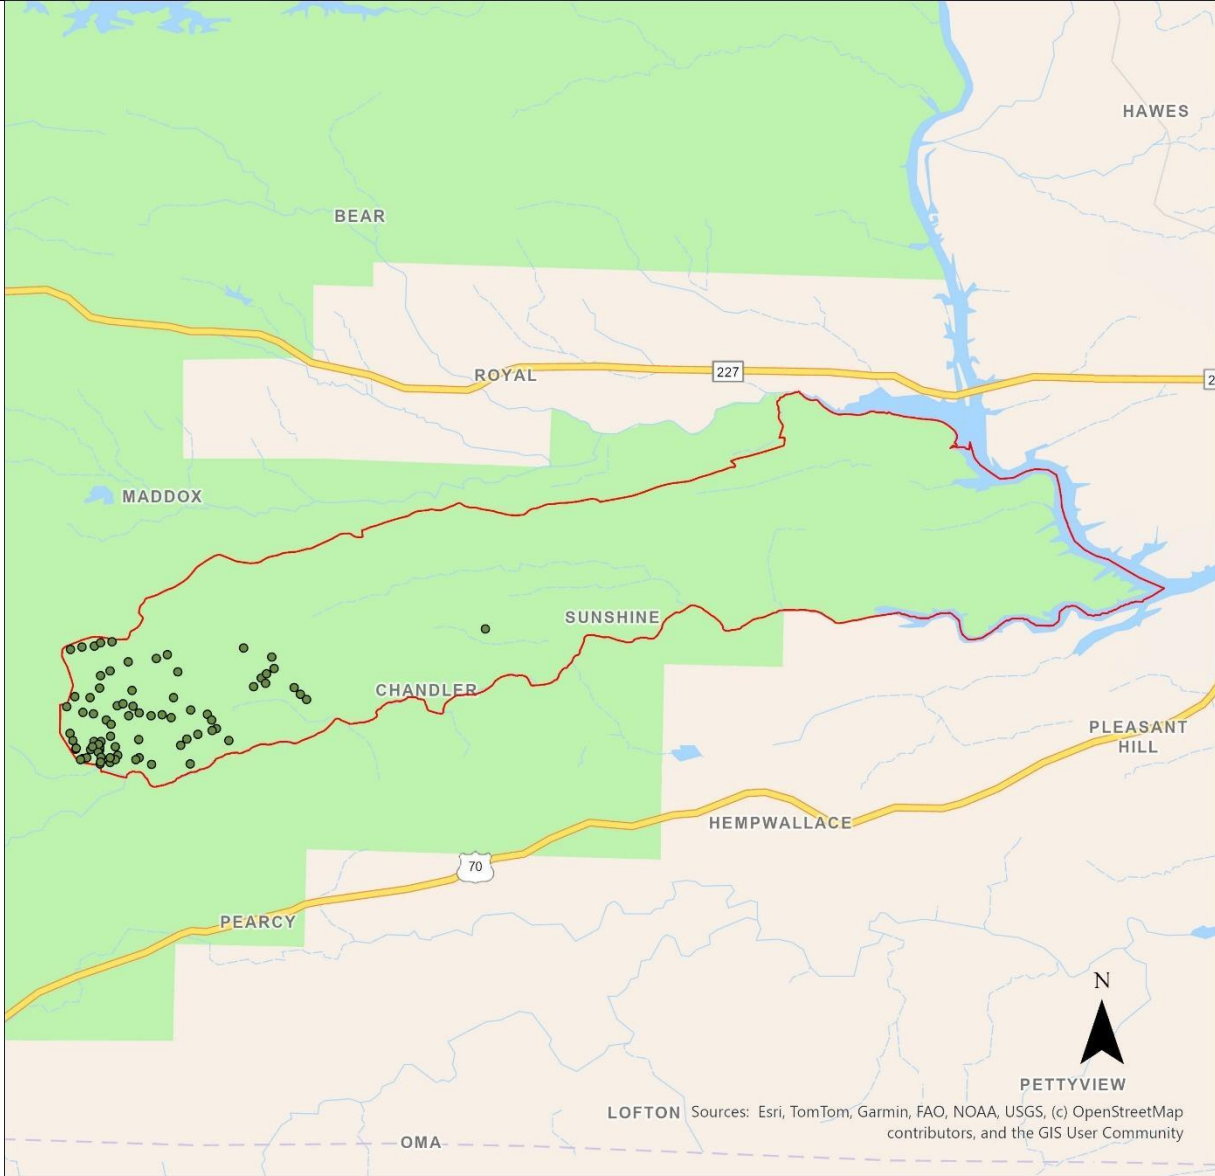 HAWES
BEAR
ROYAL
227
2
MADDOX
SUNSHINE
CHANDLER
PLEASANT
HILL
HEMPWALLACE
70
PEARCY
N
PETTYVIEW
LOFTON
Sources: Esri, TomTom, Garmin, FAO, NOAA, USGS, (c) OpenStreetMap
contributors, and the GIS User Community
OMA